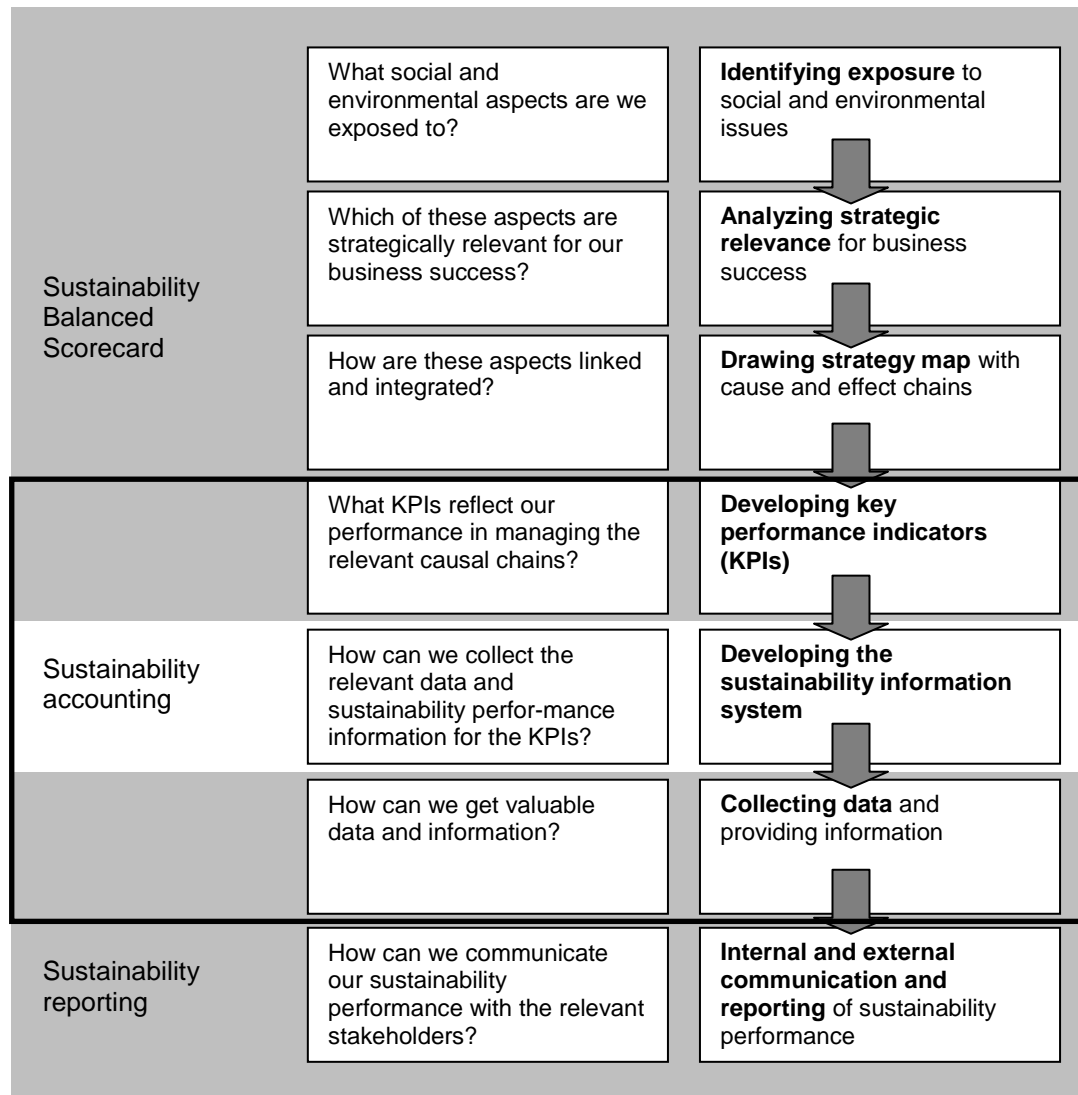 What social and
environmental aspects are we
exposed to?
Identifying exposure to
social and environmental
issues
Sustainability
Balanced
Scorecard
Which of these aspects are
strategically relevant for our
business success?
Analyzing strategic
relevance for business
success
How are these aspects linked
and integrated?
Drawing strategy map with
cause and effect chains
What KPIs reflect our
performance in managing the
relevant causal chains?
Developing key
performance indicators
(KPIs)
Sustainability
accounting
How can we collect the
relevant data and
sustainability perfor-mance
information for the KPIs?
Developing the
sustainability information
system
How can we get valuable
data and information?
Collecting data and
providing information
Sustainability
reporting
How can we communicate
our sustainability
performance with the relevant
stakeholders?
Internal and external
communication and
reporting of sustainability
performance